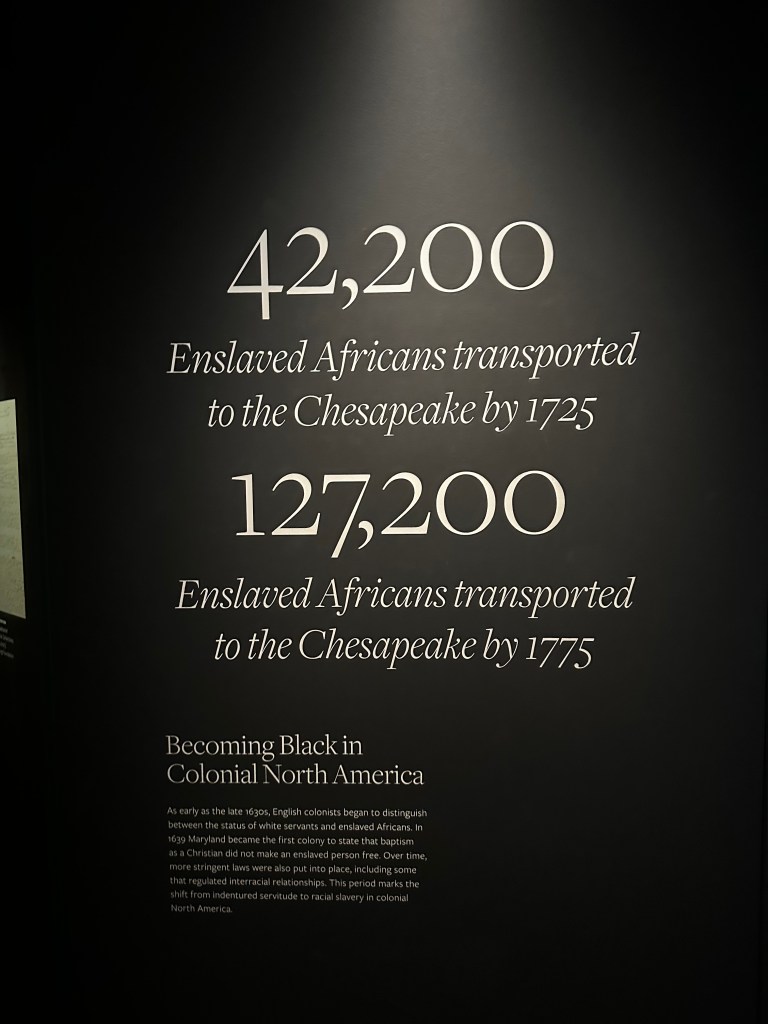 42,200
Enslaved Africans transported
to the Chesapeake by 1725
127,200
Enslaved Africans transported
to the Chesapeake by 1775
Becoming Black in
Colonial North America
As early as the late 1630s, English colonists began to distinguish
between the status of white servants and enslaved Africans. In
1639 Maryland became the first colony to state that baptism
as a Christian did not make an enslaved person free. Over time,
more stringent laws were also put into place, including some
that regulated interracial relationships. This period marks the
shift from indentured servitude to racial slavery in colonial
North America.